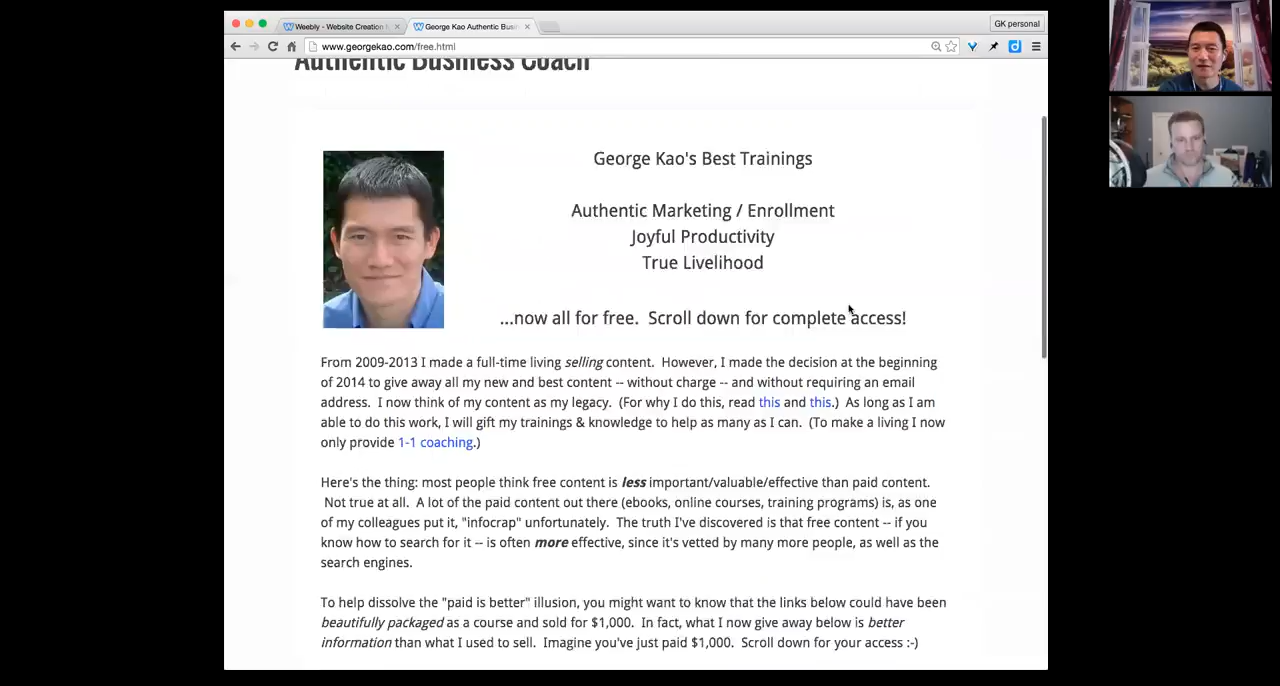 Weebly - Website Creation
George Kao Authentic Busi
GK personal
www.georgekao.com/free.html
Authentic Business Coach
George Kao's Best Trainings
Authentic Marketing / Enrollment
Joyful Productivity
True Livelihood
...now all for free. Scroll down for complete access!
From 2009-2013 I made a full-time living selling content. However, I made the decision at the beginning
of 2014 to give away all my new and best content -- without charge -- and without requiring an email
address. I now think of my content as my legacy. (For why I do this, read this and this.) As long as I am
able to do this work, I will gift my trainings & knowledge to help as many as I can. (To make a living I now
only provide 1-1 coaching.)
Here's the thing: most people think free content is less important/valuable/effective than paid content.
Not true at all. A lot of the paid content out there (ebooks, online courses, training programs) is, as one
of my colleagues put it, "infocrap" unfortunately. The truth I've discovered is that free content -- if you
know how to search for it -- is often more effective, since it's vetted by many more people, as well as the
search engines.
To help dissolve the "paid is better" illusion, you might want to know that the links below could have been
beautifully packaged as a course and sold for $1,000. In fact, what I now give away below is better
information than what I used to sell. Imagine you've just paid $1,000. Scroll down for your access :-)